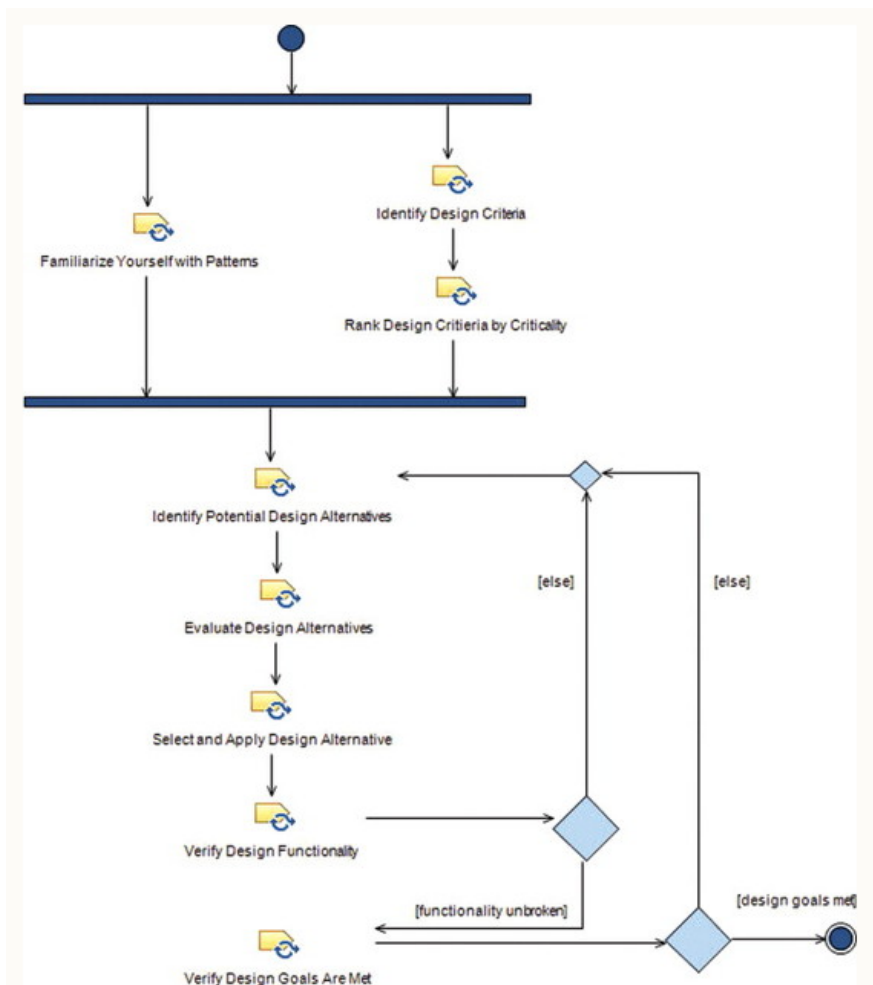 Identify Design Criteria
Familiarize Yourself with Patterns
Rank Design Critieria by Criticality
Identify Potential Design Alternatives
[else]
[else]
Evaluate Design Alternatives
Select and Apply Design Alternative
Verify Design Functionality
[functionality unbroken]
[design goals met]
Verify Design Goals Are Met